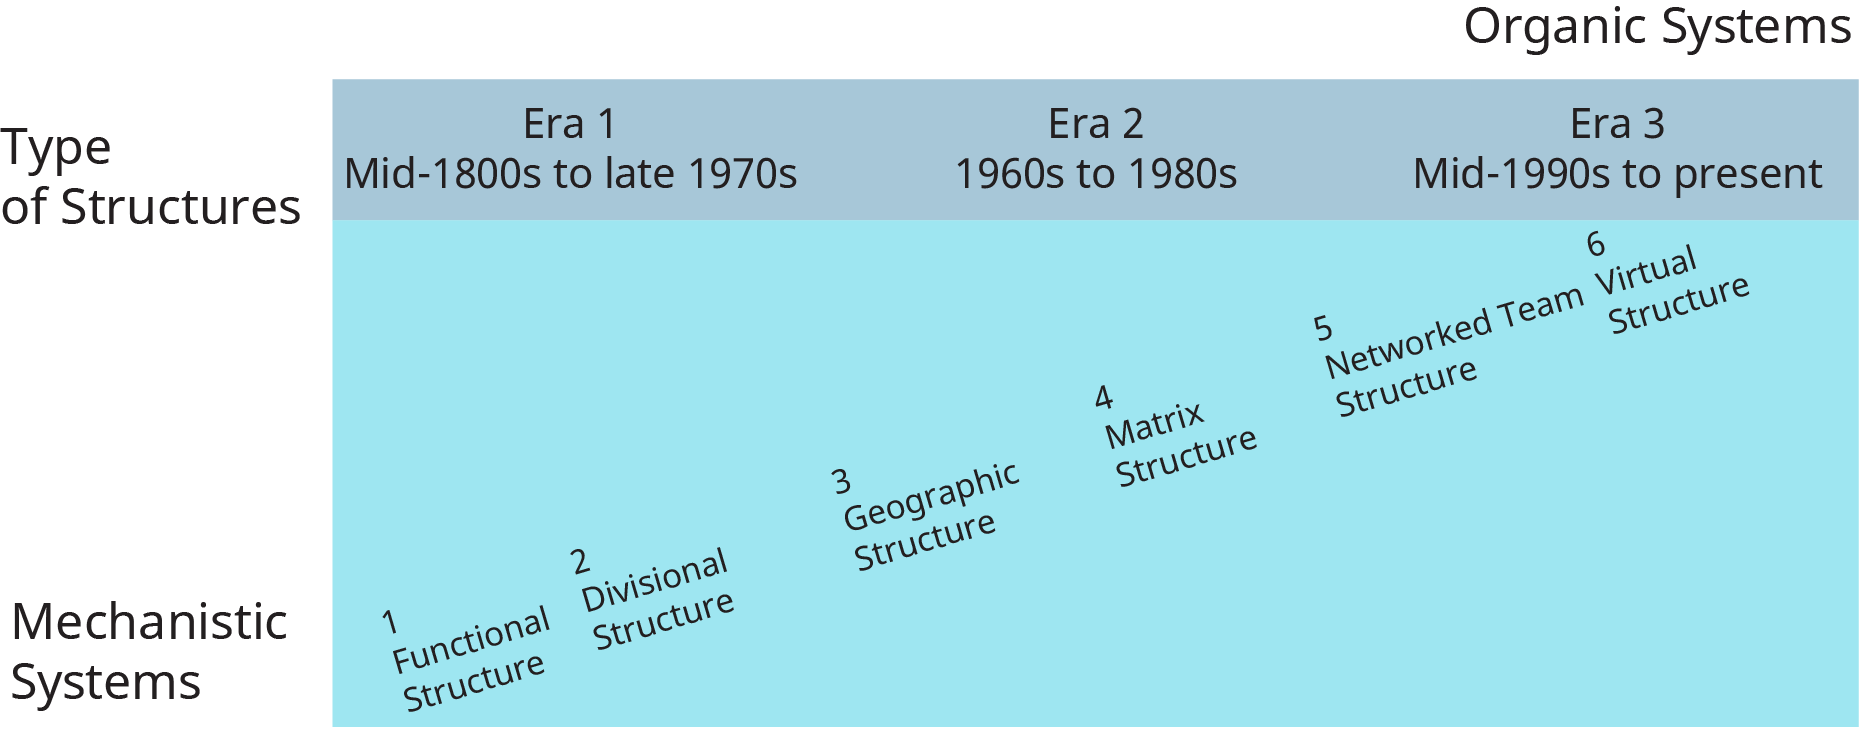 Organic Systems
Type
of Structures
Era 1
Mid-1800s to late 1970s
Era 2
1960s to 1980s
Era 3
Mid-1990s to present
Mechanistic
Systems
1
Functional
Structure
2
Divisional
Structure
3
Geographic
Structure
4
Matrix
Structure
5
Networked Team
Structure
6
Virtual
Structure